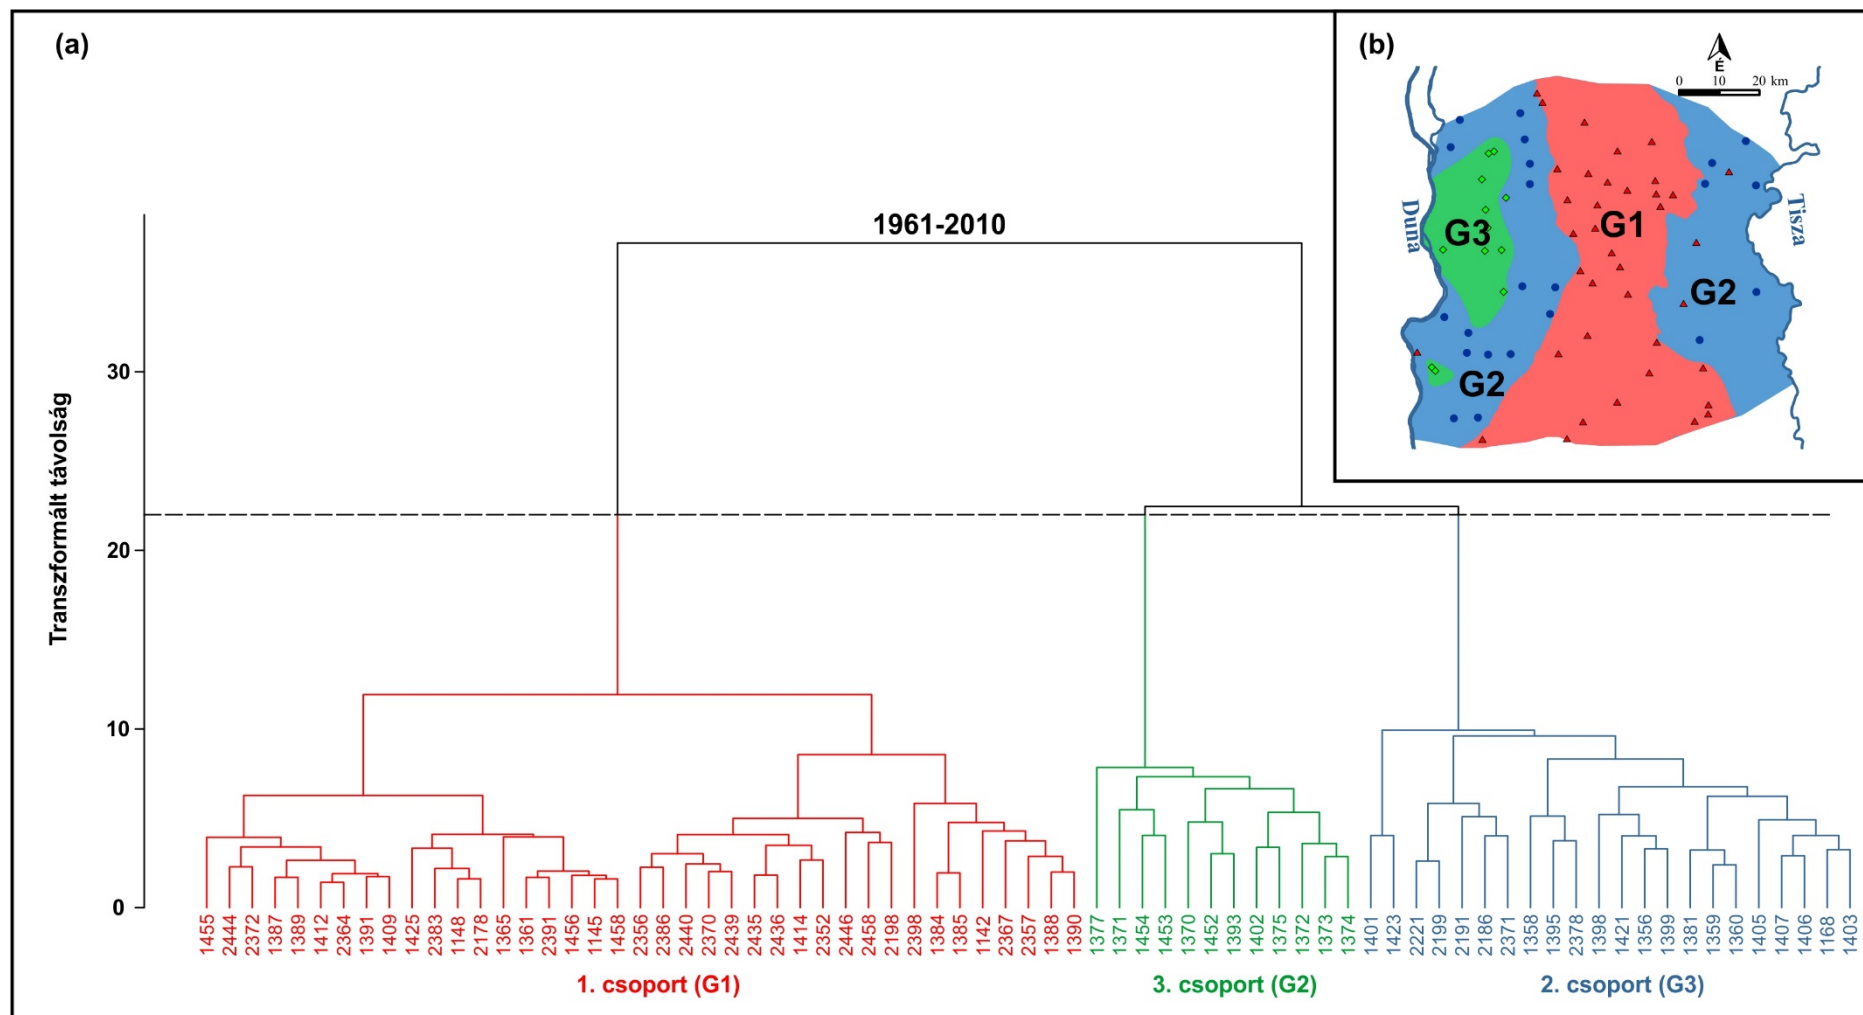 (a)
(b)
É
0 10 20 km
Duna
Tisza
G3
G1
G2
G2
1961-2010
Transzformált távolság
30
20
10
0
1455 2444 2372 1387 1389 1412 2364 1391 1409 1425 2383 1148 2178 1365 1361 2391 1456 1145 1458 2356 2386 2440 2370 2439 2435 2436 1414 2352 2446 2458 2198 2398 1384 1385 1142 2367 2357 1388 1390 1377 1371 1454 1453 1370 1452 1393 1402 1375 1372 1373 1374 1401 1423 2221 2199 2191 2186 2371 1358 1395 2378 1398 1421 1356 1399 1381 1359 1360 1405 1407 1406 1168 1403
1. csoport (G1)
3. csoport (G2)
2. csoport (G3)